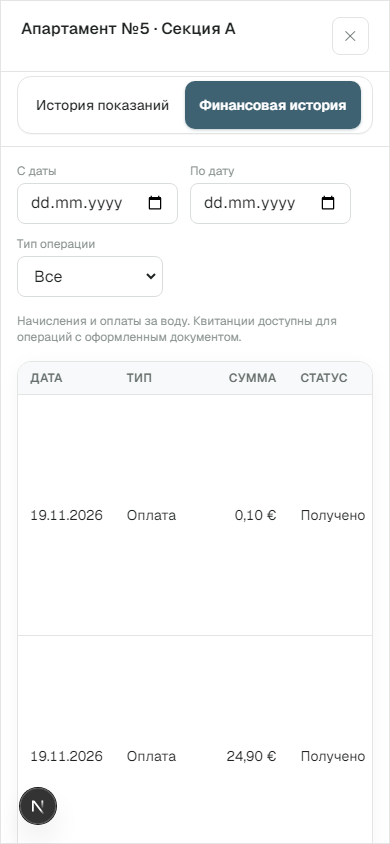 Апартамент №5 · Секция А
История показаний Финансовая история
С даты По дату
dd.mm.yyyy dd.mm.yyyy
Тип операции
Все
Начисления и оплаты за воду. Квитанции доступны для
операций с оформленным документом.
ДАТА ТИП СУММА СТАТУС
19.11.2026 Оплата 0,10 € Получено
19.11.2026 Оплата 24,90 € Получено
N